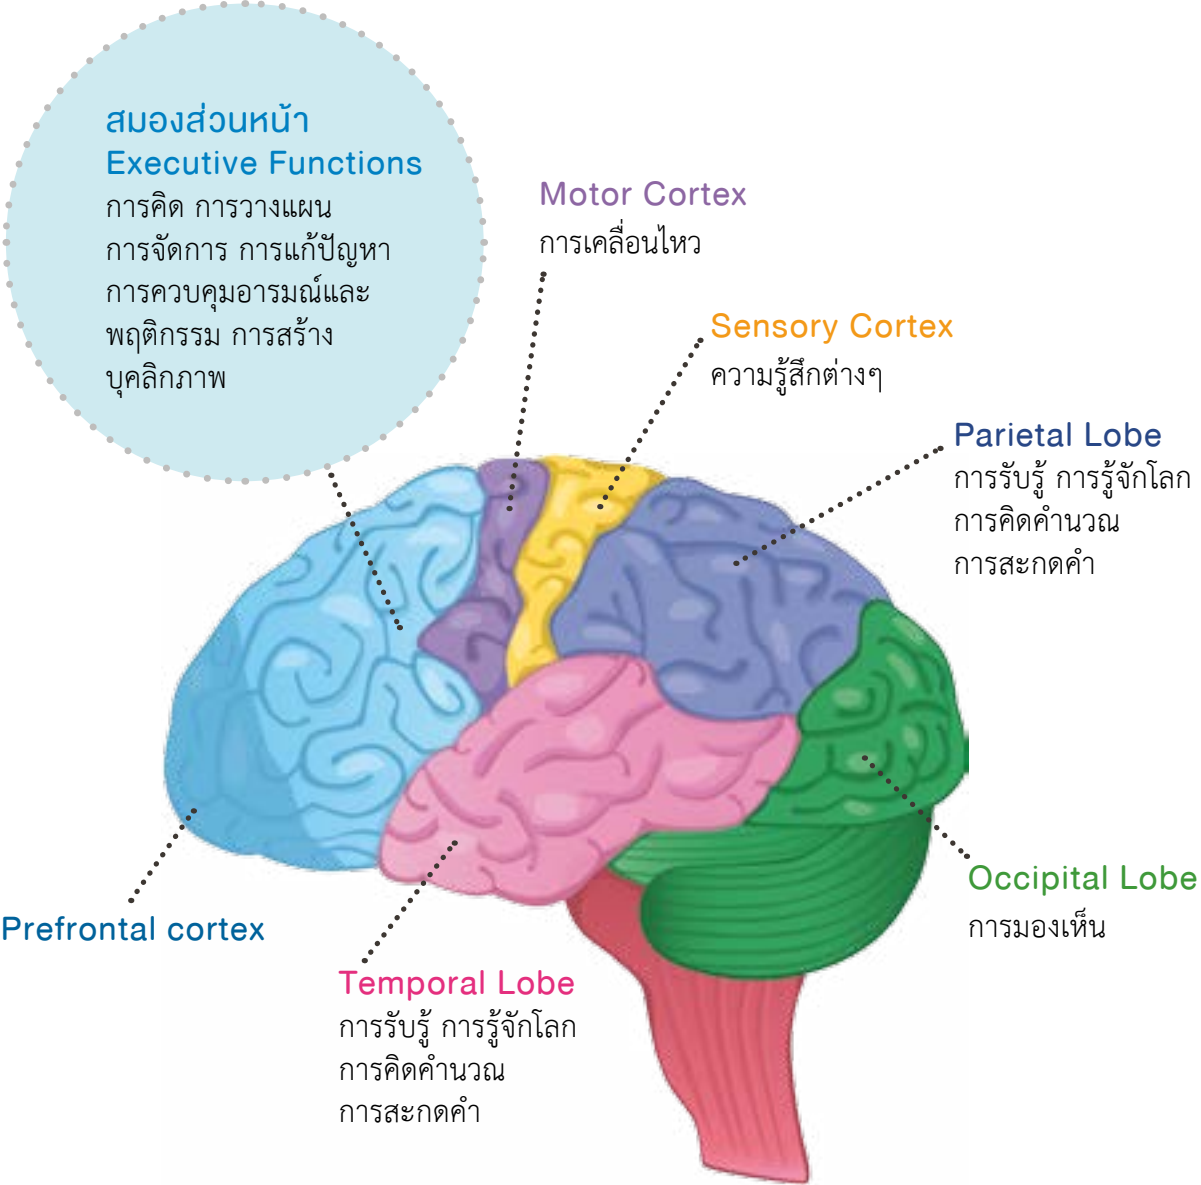 สมองส่วนหน้า
Executive Functions
การคิด การวางแผน
การจัดการ การแก้ปัญหา
การควบคุมอารมณ์และ
พฤติกรรม การสร้าง
บุคลิกภาพ
Motor Cortex
การเคลื่อนไหว
Sensory Cortex
ความรู้สึกต่างๆ
Parietal Lobe
การรับรู้ การรู้จักโลก
การคิดคำนวณ
การสะกดคำ
Occipital Lobe
การมองเห็น
Prefrontal cortex
Temporal Lobe
การรับรู้ การรู้จักโลก
การคิดคำนวณ
การสะกดคำ